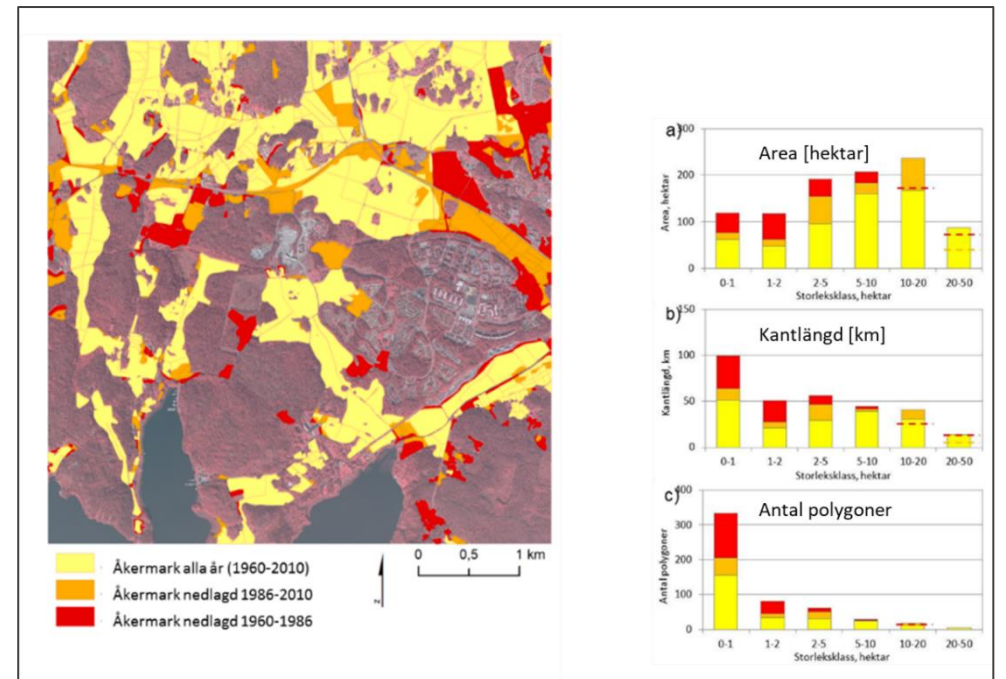 Åkermark alla år (1960-2010)
Åkermark nedlagd 1986-2010
Åkermark nedlagd 1960-1986
z
0 0,5 1 km
a)
Area [hektar]
Area, hektar
300
200
100
0
0-1 1-2 2-5 5-10 10-20 20-50
Storleksklass, hektar
b)
Kantlängd [km]
Kantlängd, km
150
100
50
0
0-1 1-2 2-5 5-10 10-20 20-50
Storleksklass, hektar
c)
Antal polygoner
Antal polygoner
400
300
200
100
0
0-1 1-2 2-5 5-10 10-20 20-50
Storleksklass, hektar